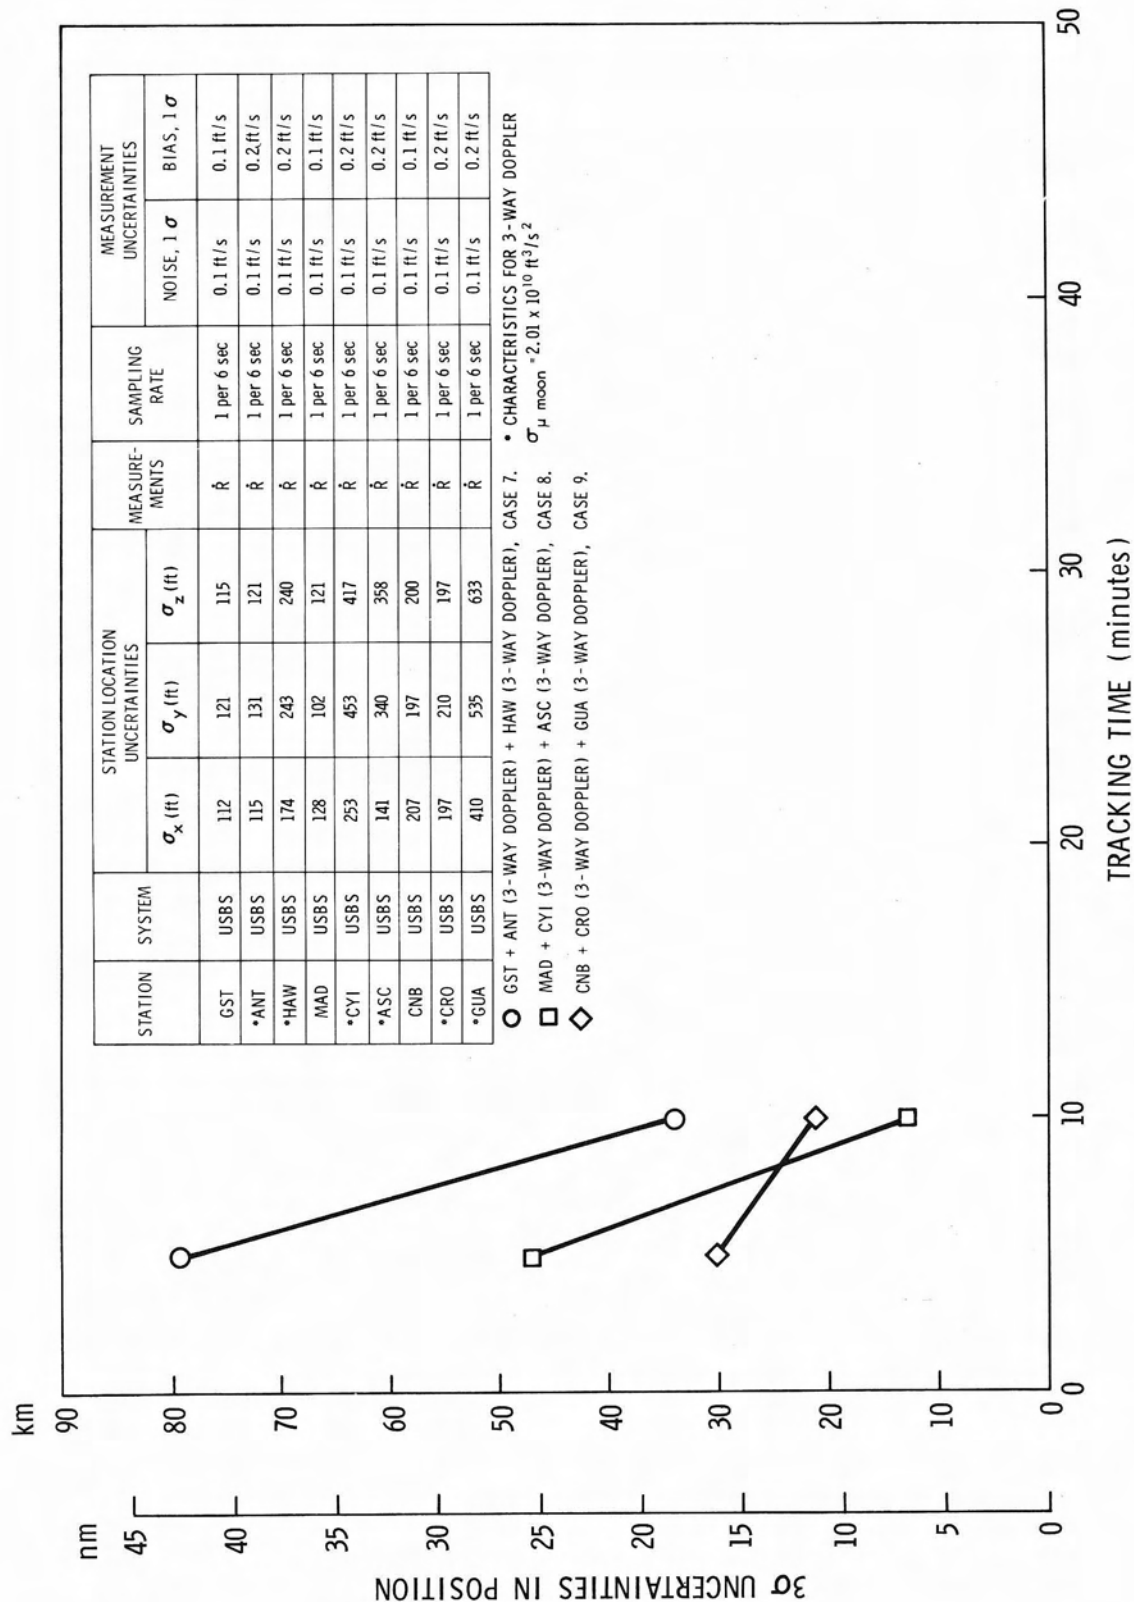 km
nm
90
80
70
60
50
40
30
20
10
0
45
40
35
30
25
20
15
10
5
0
3σ UNCERTAINTIES IN POSITION
STATION SYSTEM STATION LOCATION UNCERTAINTIES MEASURE-MENTS SAMPLING RATE MEASUREMENT UNCERTAINTIES
σx (ft) σy (ft) σz (ft) NOISE, 1σ BIAS, 1σ
GST USBS 112 121 115 Ṙ 1 per 6 sec 0.1 ft/s 0.1 ft/s
*ANT USBS 115 131 121 Ṙ 1 per 6 sec 0.1 ft/s 0.2 ft/s
*HAW USBS 174 243 240 Ṙ 1 per 6 sec 0.1 ft/s 0.2 ft/s
MAD USBS 128 102 121 Ṙ 1 per 6 sec 0.1 ft/s 0.1 ft/s
*CYI USBS 253 453 417 Ṙ 1 per 6 sec 0.1 ft/s 0.2 ft/s
*ASC USBS 141 340 358 Ṙ 1 per 6 sec 0.1 ft/s 0.2 ft/s
CNB USBS 207 197 200 Ṙ 1 per 6 sec 0.1 ft/s 0.1 ft/s
*CRO USBS 197 210 197 Ṙ 1 per 6 sec 0.1 ft/s 0.2 ft/s
*GUA USBS 410 535 633 Ṙ 1 per 6 sec 0.1 ft/s 0.2 ft/s
GST + ANT (3-WAY DOPPLER) + HAW (3-WAY DOPPLER), CASE 7.
MAD + CYI (3-WAY DOPPLER) + ASC (3-WAY DOPPLER), CASE 8.
CNB + CRO (3-WAY DOPPLER) + GUA (3-WAY DOPPLER), CASE 9.
* CHARACTERISTICS FOR 3-WAY DOPPLER
σμ moon = 2.01 x 10¹⁰ ft³/s²
0 10 20 30 40 50
TRACKING TIME (minutes)